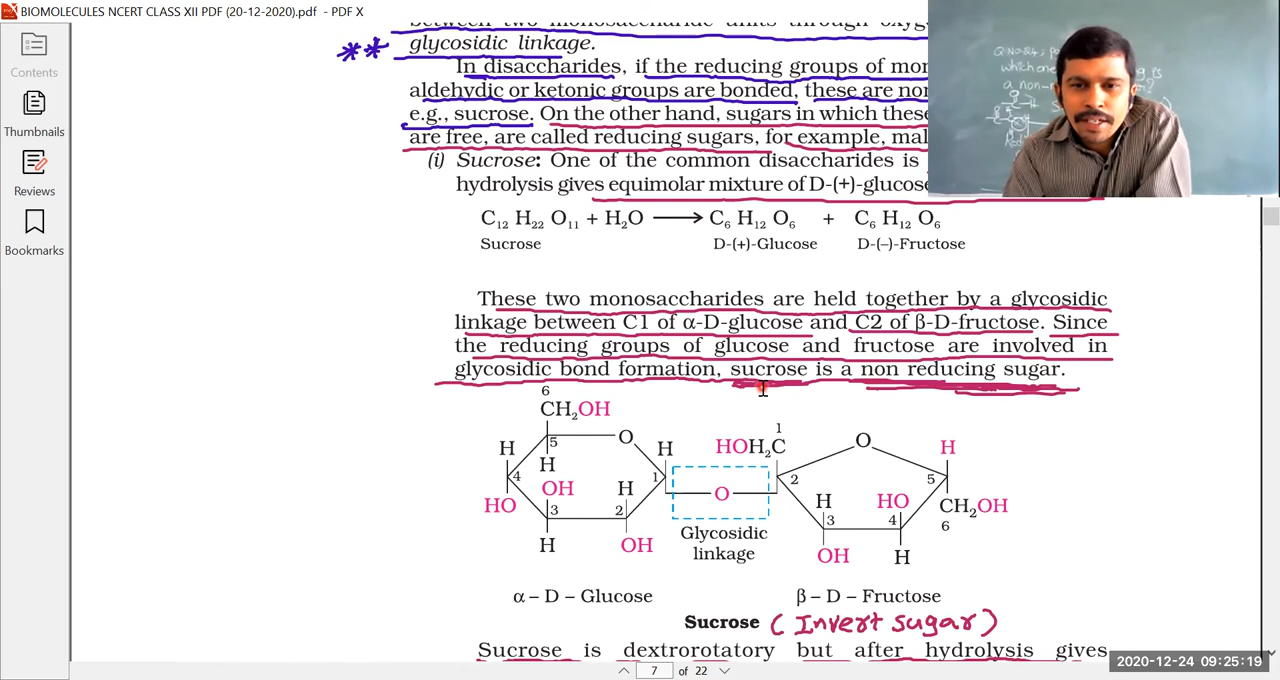 BIOMOLECULES NCERT CLASS XII PDF (20-12-2020).pdf - PDF X
Contents
Thumbnails
Reviews
Bookmarks
between two monosaccharide units through
** glycosidic linkage.
In disaccharides, if the reducing groups of
aldehydic or ketonic groups are bonded, these are
e.g., sucrose. On the other hand, sugars in which
are free, are called reducing sugars, for example,
(i) Sucrose: One of the common disaccharides is
hydrolysis gives equimolar mixture of D-(+)-glucose
C₁₂ H₂₂ O₁₁ + H₂O ⟶ C₆ H₁₂ O₆ + C₆ H₁₂ O₆
Sucrose D-(+)-Glucose D-(–)-Fructose
These two monosaccharides are held together by a glycosidic
linkage between C1 of α-D-glucose and C2 of β-D-fructose. Since
the reducing groups of glucose and fructose are involved in
glycosidic bond formation, sucrose is a non reducing sugar.
6
CH₂OH
1
HOH₂C
O
O
H
H
H
5
H
4
1
2
5
OH
H
O
H
HO
HO
CH₂OH
3
2
3
4
6
H
OH
Glycosidic
linkage
OH
H
α – D – Glucose β – D – Fructose
Sucrose (Invert sugar)
Sucrose is dextrorotatory but after hydrolysis gives
2020-12-24 09:25:19
7 of 22